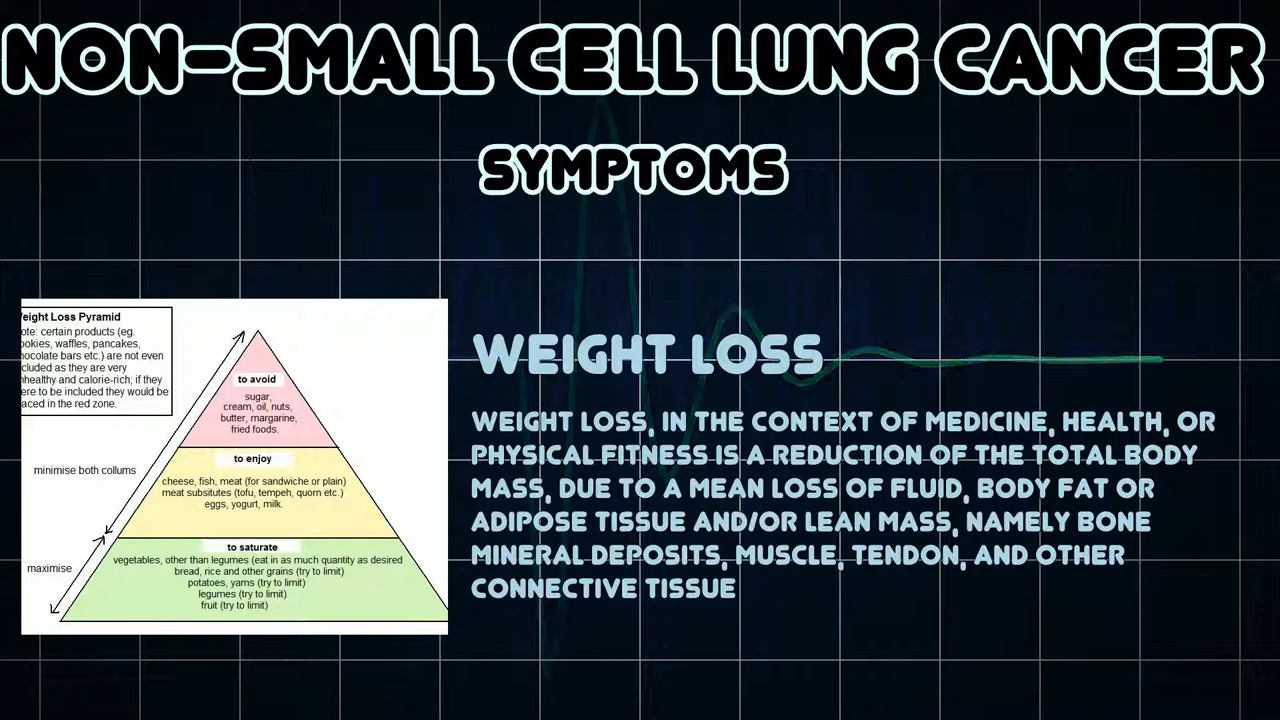 NON-SMALL CELL LUNG CANCER
SYMPTOMS
eight Loss Pyramid
ote: certain products (eg.
ookies, waffles, pancakes,
hocolate bars etc.) are not even
cluded as they are very
nhealthy and calorie-rich; if they
ere to be included they would be
aced in the red zone.
to avoid
sugar,
cream, oil, nuts,
butter, margarine,
fried foods.
minimise both collums
to enjoy
cheese, fish, meat (for sandwiche or plain)
meat subsitutes (tofu, tempeh, quorn etc.)
eggs, yogurt, milk.
maximise
to saturate
vegetables, other than legumes (eat in as much quantity as desired
bread, rice and other grains (try to limit)
potatoes, yams (try to limit)
legumes (try to limit)
fruit (try to limit)
WEIGHT LOSS
WEIGHT LOSS, IN THE CONTEXT OF MEDICINE, HEALTH, OR
PHYSICAL FITNESS IS A REDUCTION OF THE TOTAL BODY
MASS, DUE TO A MEAN LOSS OF FLUID, BODY FAT OR
ADIPOSE TISSUE AND/OR LEAN MASS, NAMELY BONE
MINERAL DEPOSITS, MUSCLE, TENDON, AND OTHER
CONNECTIVE TISSUE